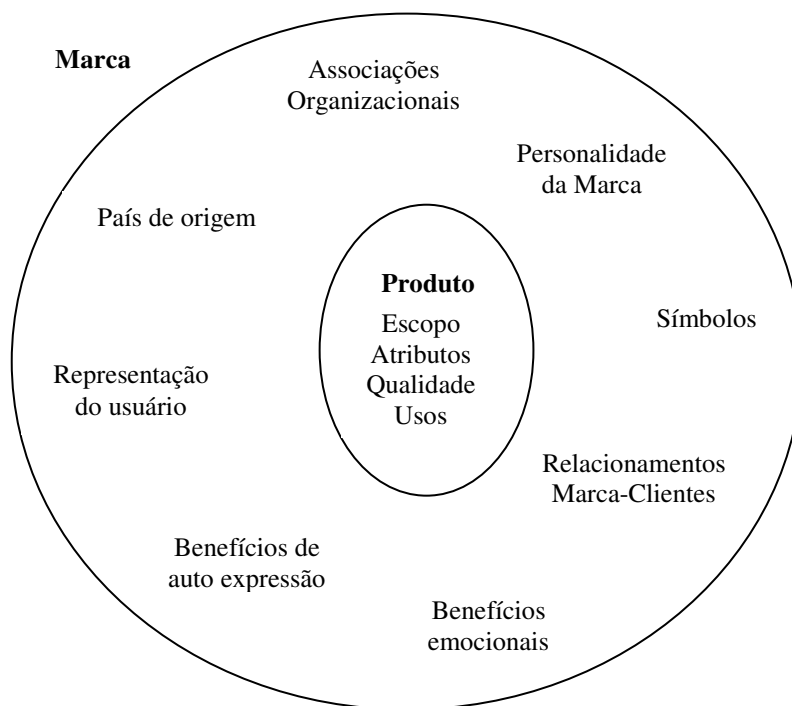 Marca
Associações
Organizacionais
Personalidade
da Marca
País de origem
Produto
Escopo
Atributos
Qualidade
Usos
Símbolos
Representação
do usuário
Relacionamentos
Marca-Clientes
Benefícios de
auto expressão
Benefícios
emocionais